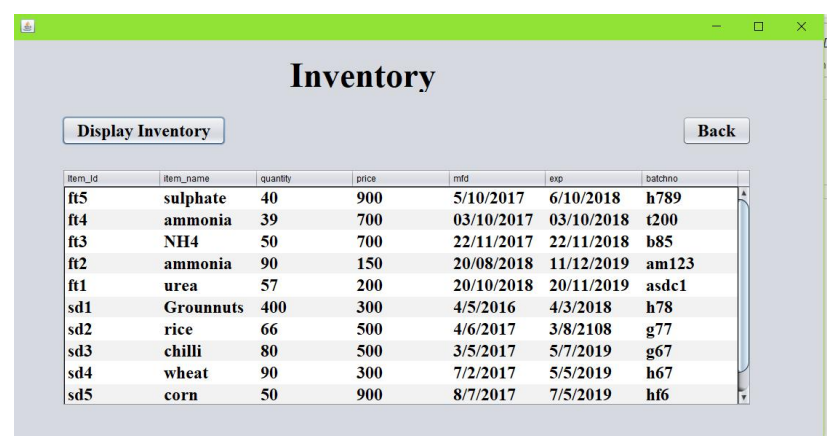 Inventory
Display Inventory Back
Item_Id item_name quantity price mfd exp batchno
ft5 sulphate 40 900 5/10/2017 6/10/2018 h789
ft4 ammonia 39 700 03/10/2017 03/10/2018 t200
ft3 NH4 50 700 22/11/2017 22/11/2018 b85
ft2 ammonia 90 150 20/08/2018 11/12/2019 am123
ft1 urea 57 200 20/10/2018 20/11/2019 asdc1
sd1 Grounnuts 400 300 4/5/2016 4/3/2018 h78
sd2 rice 66 500 4/6/2017 3/8/2108 g77
sd3 chilli 80 500 3/5/2017 5/7/2019 g67
sd4 wheat 90 300 7/2/2017 5/5/2019 h67
sd5 corn 50 900 8/7/2017 7/5/2019 hf6